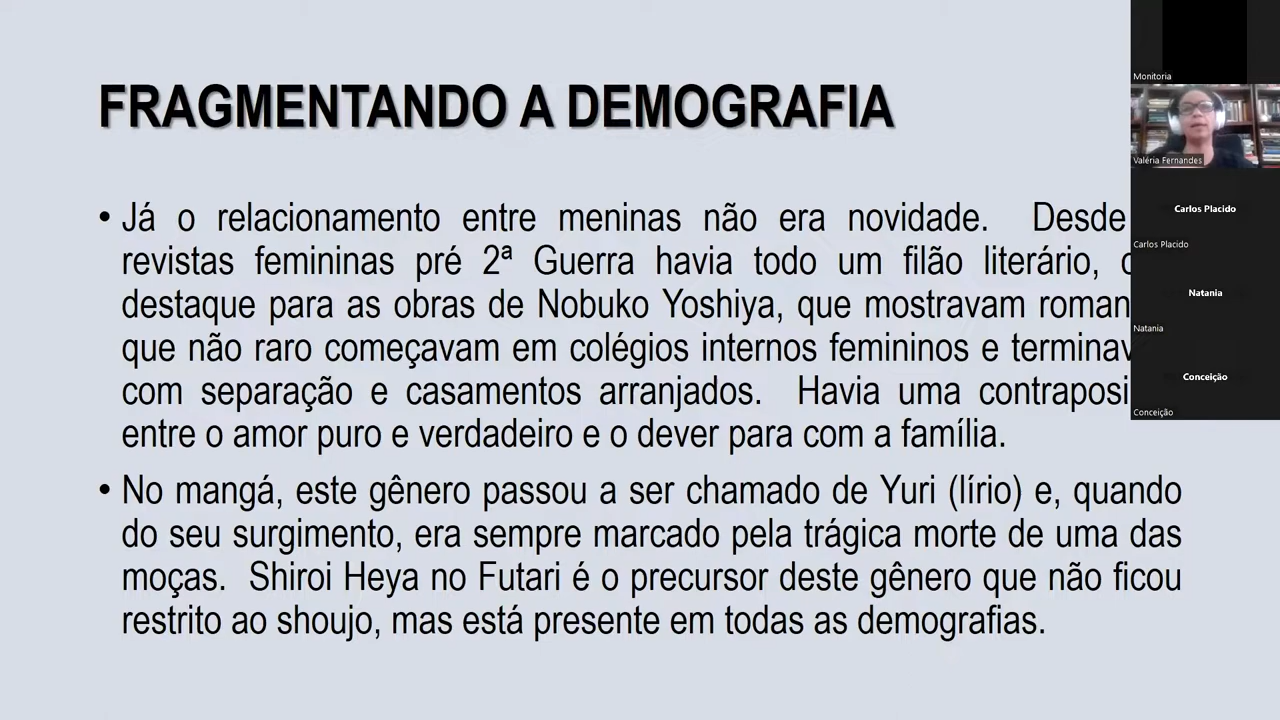 FRAGMENTANDO A DEMOGRAFIA
• Já o relacionamento entre meninas não era novidade. Desde
revistas femininas pré 2ª Guerra havia todo um filão literário,
destaque para as obras de Nobuko Yoshiya, que mostravam
que não raro começavam em colégios internos femininos e
com separação e casamentos arranjados. Havia uma
entre o amor puro e verdadeiro e o dever para com a família.
• No mangá, este gênero passou a ser chamado de Yuri (lírio) e, quando
do seu surgimento, era sempre marcado pela trágica morte de uma das
moças. Shiroi Heya no Futari é o precursor deste gênero que não ficou
restrito ao shoujo, mas está presente em todas as demografias.
Monitoria
Valéria Fernandes
Carlos Placido
Carlos Placido
Natania
Natania
Conceição
Conceição